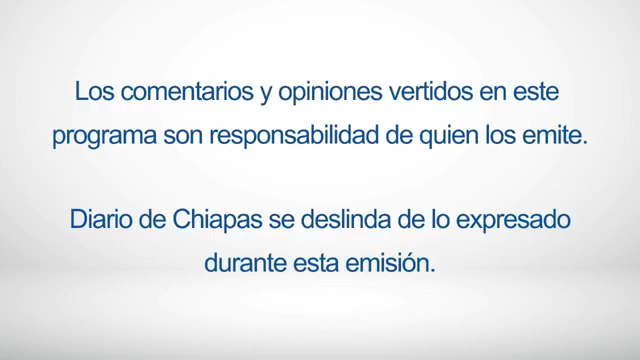 Los comentarios y opiniones vertidos en este
programa son responsabilidad de quien los emite.
Diario de Chiapas se deslinda de lo expresado
durante esta emisión.